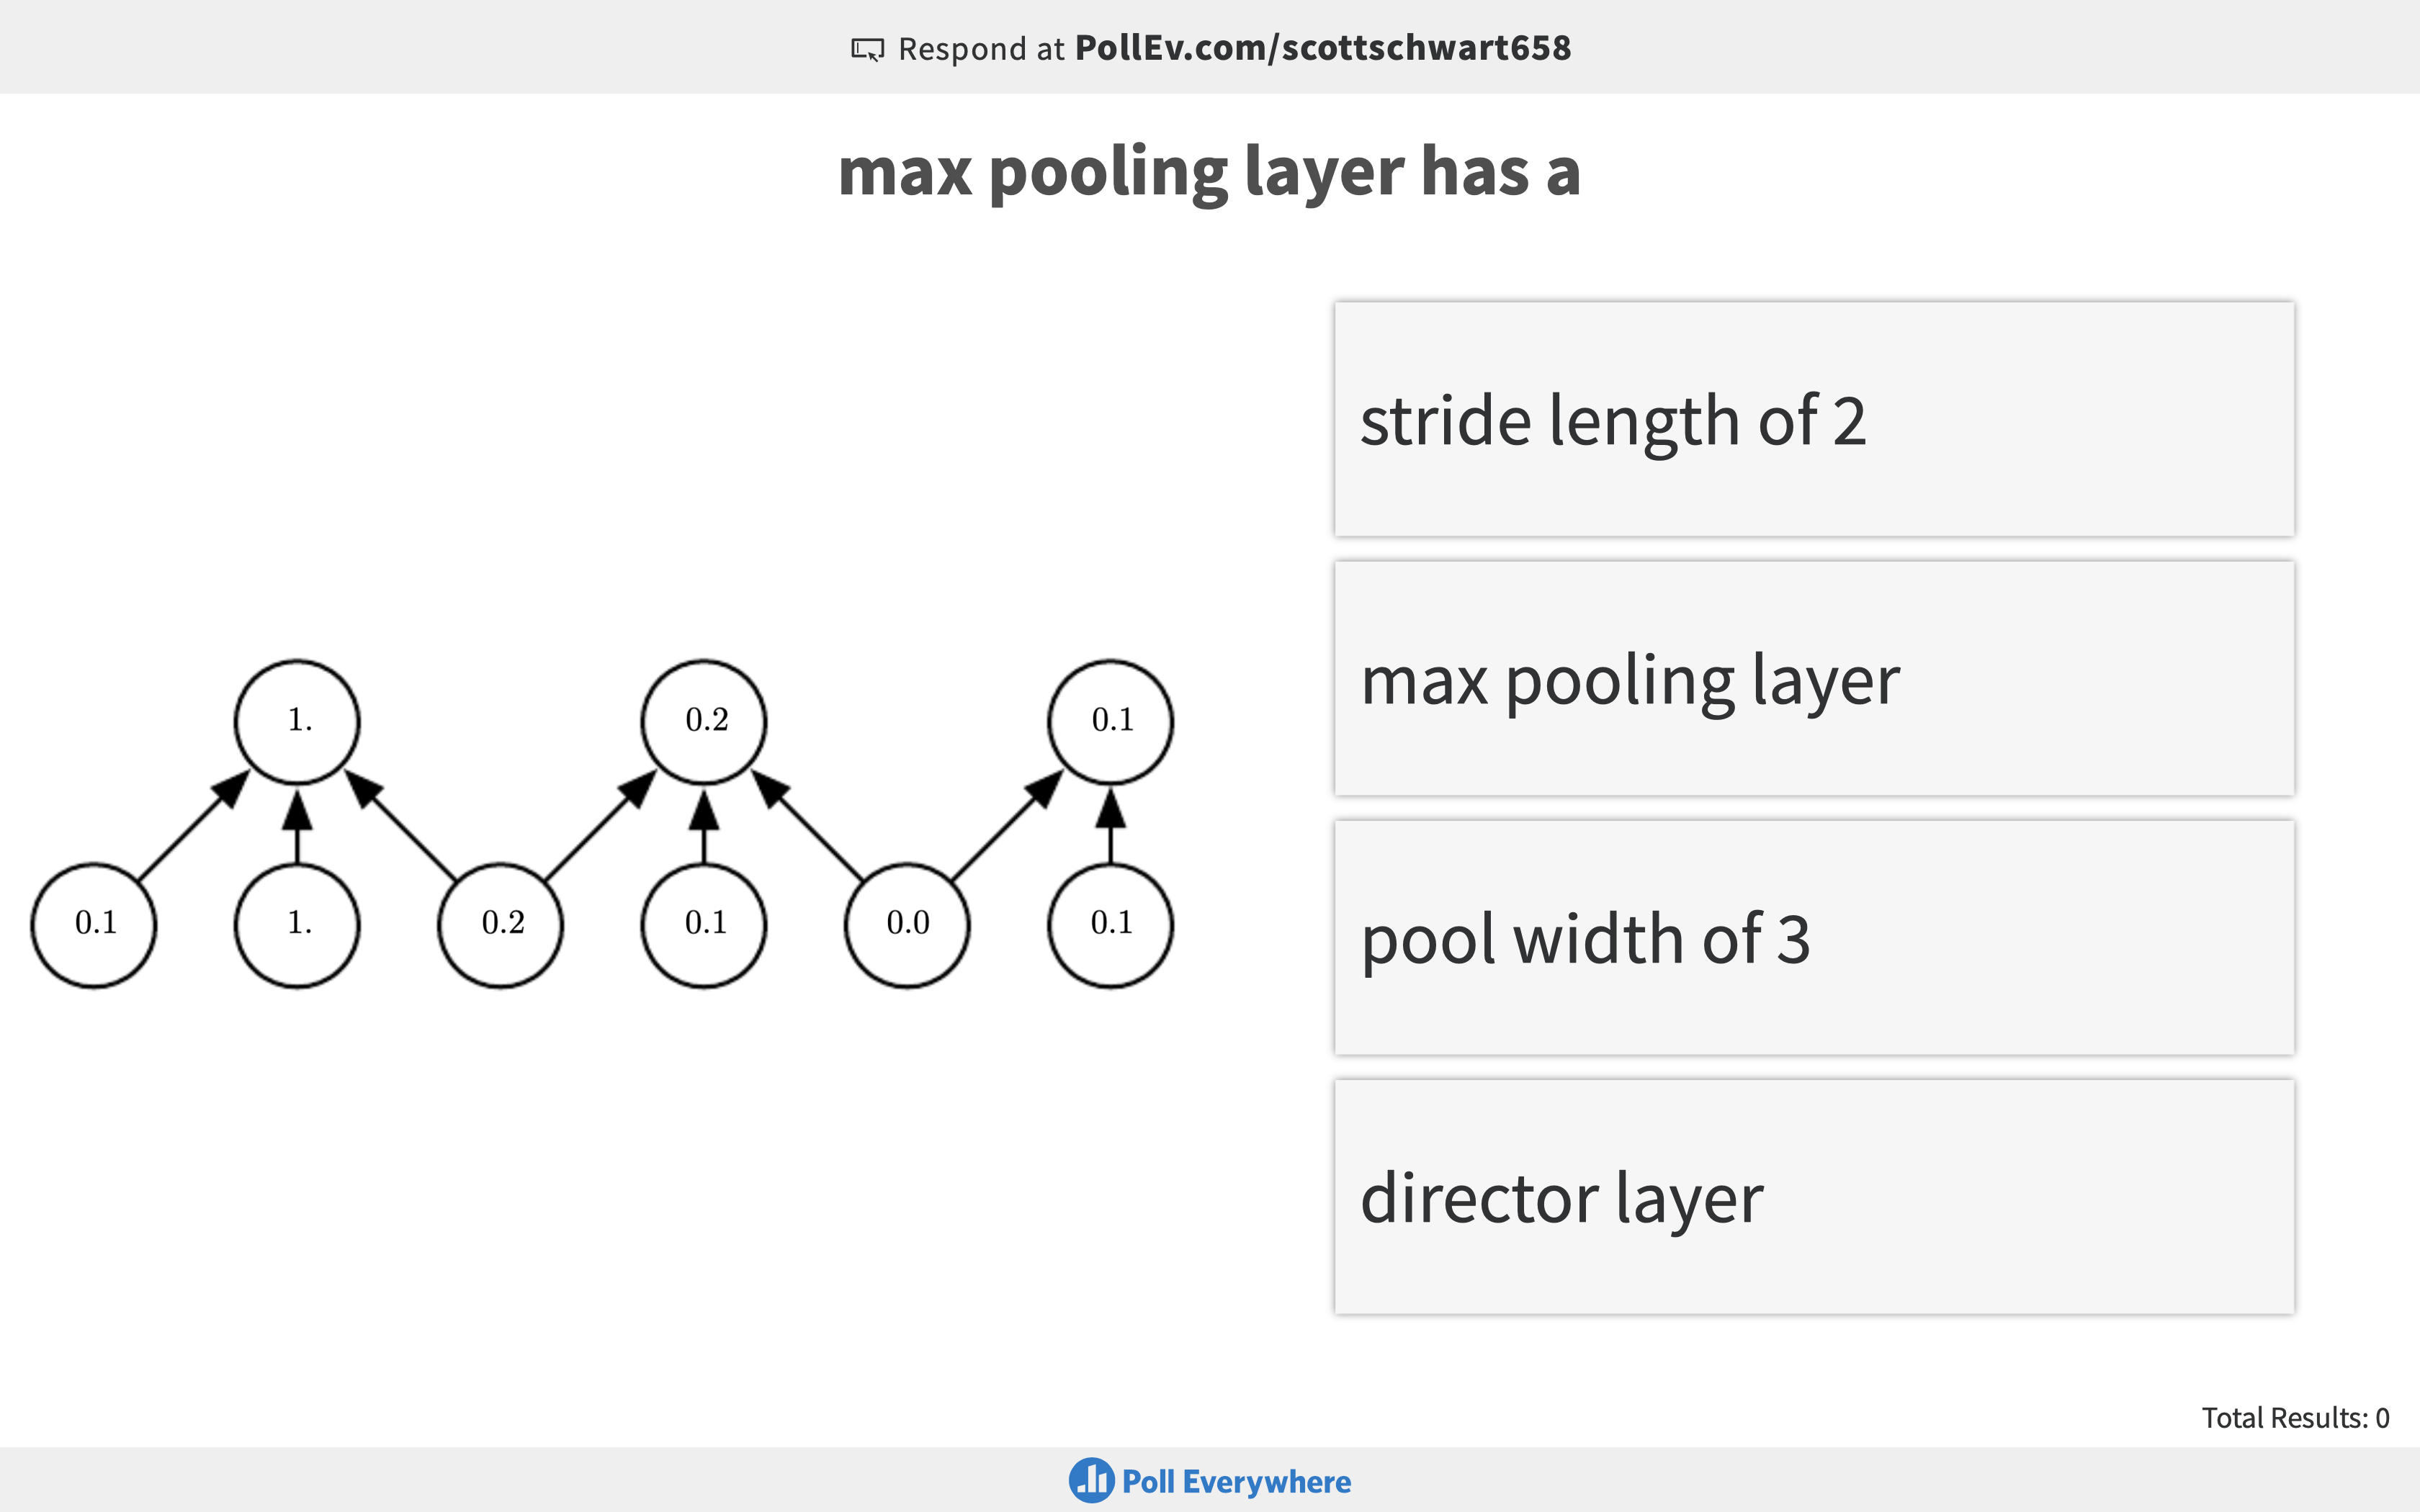 Respond at PollEv.com/scottschwart658
max pooling layer has a
stride length of 2
max pooling layer
pool width of 3
director layer
1. 0.2 0.1
0.1 1. 0.2 0.1 0.0 0.1
Total Results: 0
Poll Everywhere